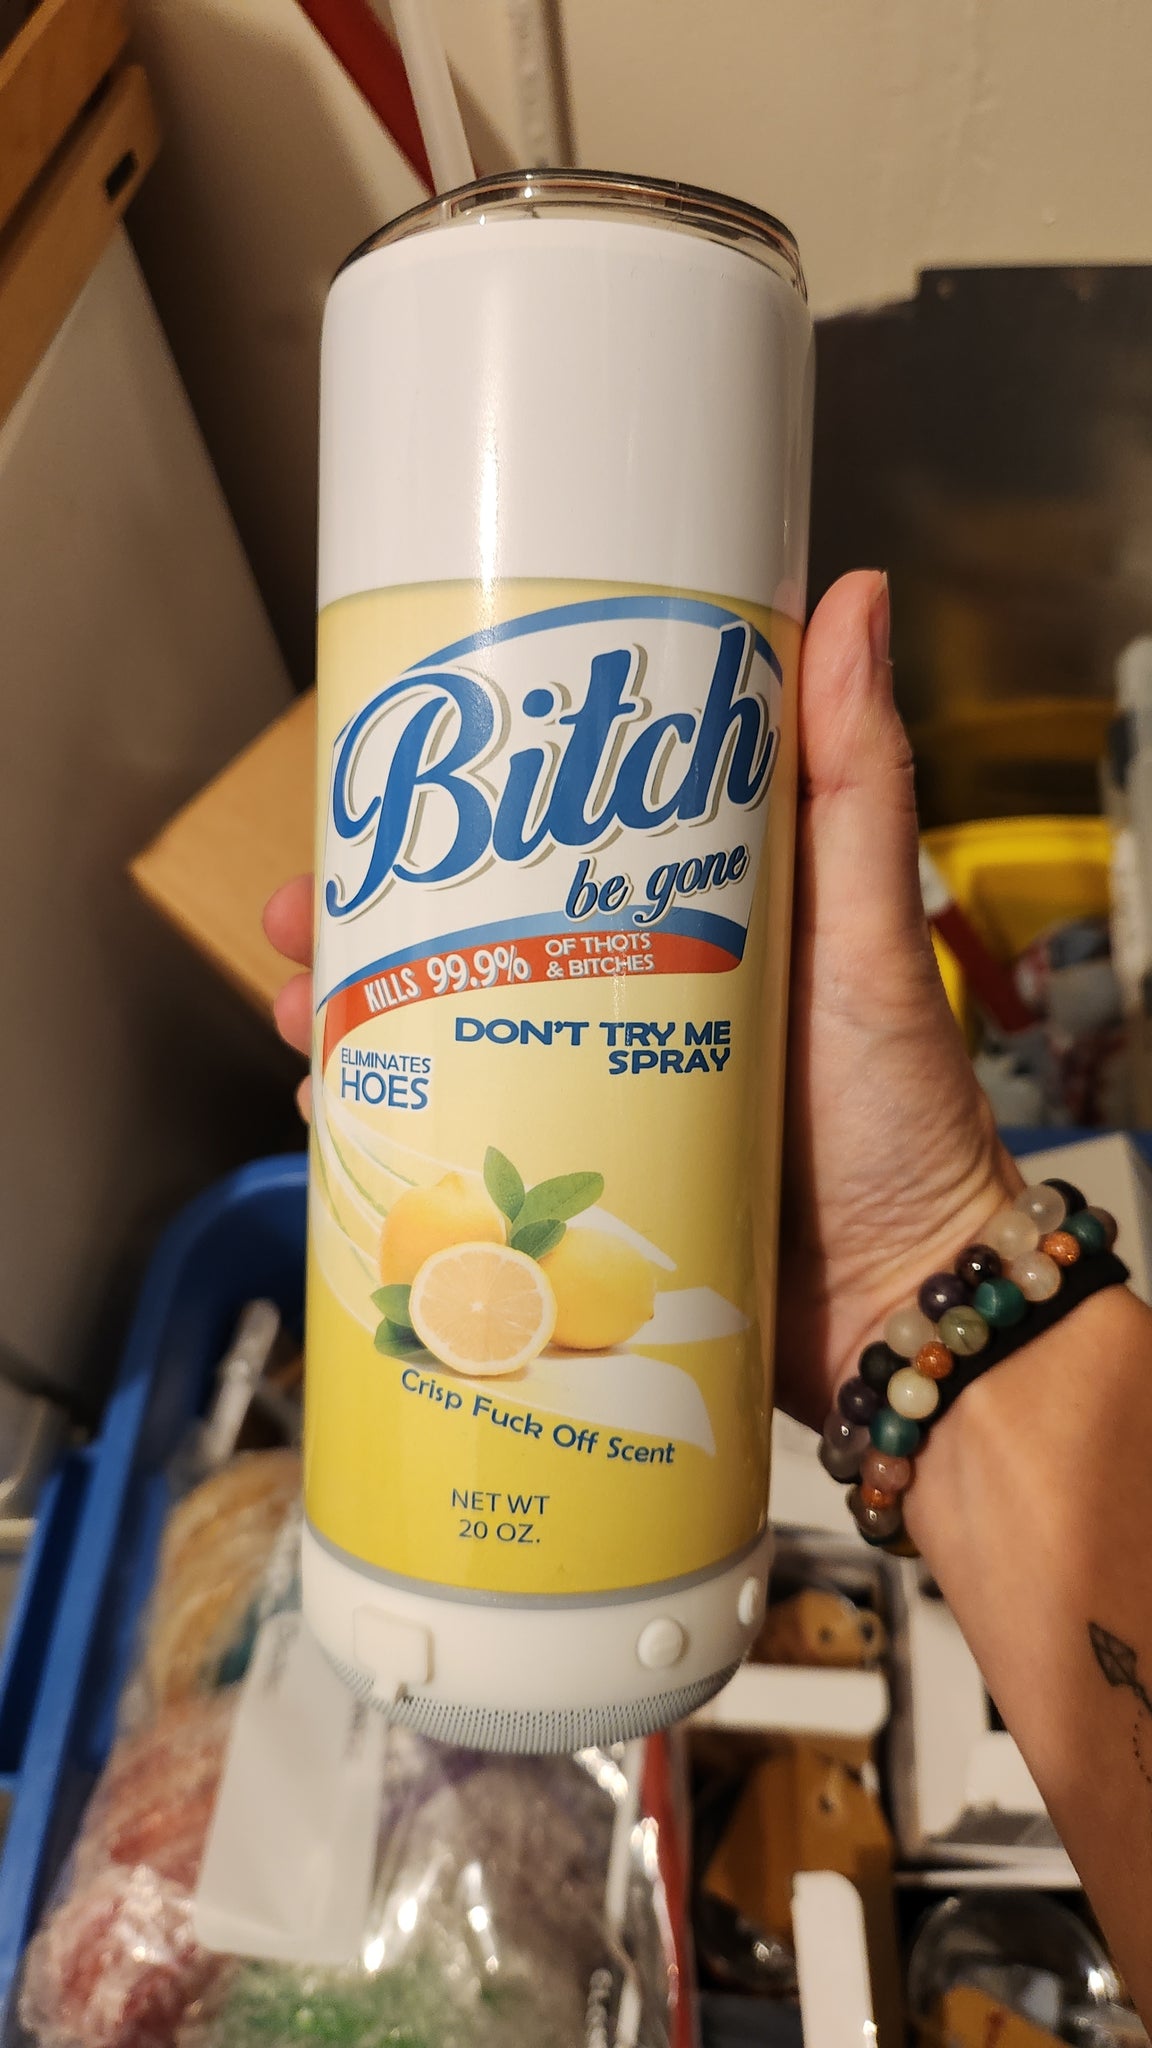 Bitch
be gone
KILLS 99.9% OF THOTS
& BITCHES
DON'T TRY ME
SPRAY
ELIMINATES
HOES
Crisp Fuck Off Scent
NET WT
20 OZ.